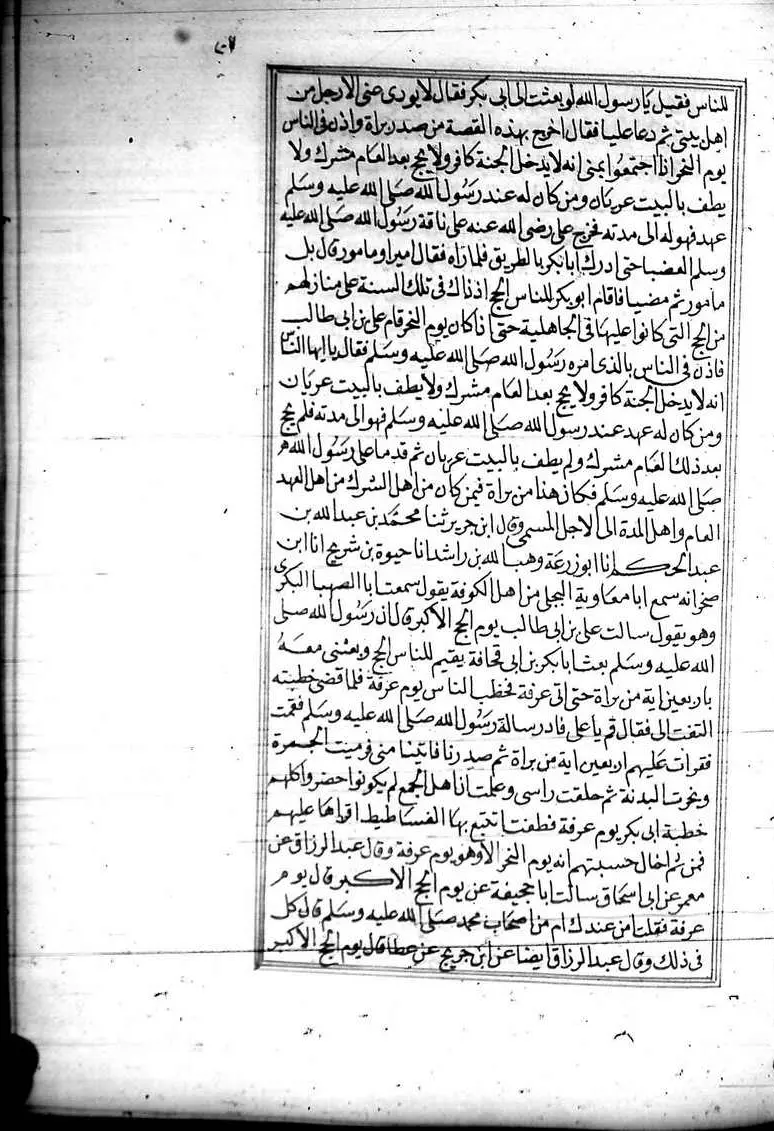 للناس فقيل يا رسول الله لو بعثت الى ابى بكر فقال لا يودى عنى الا رجل من
اهل بيتى ثم دعا عليا فقال اخرج بهذه القصة من صدر براة واذن فى الناس
يوم النحر اذا اجتمعوا بمنى انه لا يدخل الجنة كافر ولا يحج بعد العام مشرك ولا
يطف بالبيت عريان ومن كان له عند رسول الله صلى الله عليه وسلم
عهد فهو له الى مدته فخرج على رضى الله عنه على ناقة رسول الله صلى الله عليه
وسلم العضبا حتى ادرك ابا بكر بالطريق فلما راه فقال امير او مامور قال بل
مامور ثم مضيا فاقام ابو بكر للناس الحج اذ ذاك فى تلك السنة على منازلهم
من الحج التى كانوا عليها فى الجاهلية حتى اذا كان يوم النحر قام على بن ابى طالب
فاذن فى الناس بالذى امره رسول الله صلى الله عليه وسلم فقال يا ايها الناس
انه لا يدخل الجنة كافر ولا يحج بعد العام مشرك ولا يطف بالبيت عريان
ومن كان له عهد عند رسول الله صلى الله عليه وسلم فهو الى مدته فلم يحج
بعد ذلك العام مشرك ولم يطف بالبيت عريان ثم قدما على رسول الله
صلى الله عليه وسلم فكان هذا من براة فيمن كان من اهل الشرك من اهل العهد
العام واهل المدة الى الاجل المسمى وقال ابن جرير ثنا محمد بن عبد الله بن
عبد الحكم انا ابو زرعة وهب الله بن راشد انا حيوة بن شريح انا ابن
صخر انه سمع ابا معاوية البجلى من اهل الكوفة يقول سمعت ابا الصهبا البكرى
وهو يقول سالت على بن ابى طالب يوم الحج الاكبر قال ان رسول الله صلى
الله عليه وسلم بعث ابا بكر بن ابى قحافة يقيم للناس الحج وبعثنى معه
باربعين اية من براة حتى اتى عرفة فخطب الناس يوم عرفة فلما قضى خطبته
التفت الى فقال قم يا على فاد رسالة رسول الله صلى الله عليه وسلم فقمت
فقرات عليهم اربعين اية من براة ثم صدرنا فاتينا منى فرميت الجمرة
ونحرت البدنة ثم حلقت راسى وعلمت ان اهل الجمع لم يكونوا حضروا كلهم
خطبة ابى بكر يوم عرفة فطفت اتتبع بها الفساطيط اقراها عليهم
فمن ثم اخال حسبتهم انه يوم النحر الا وهو يوم عرفة وقال عبد الرزاق عن
معمر عن ابى اسحاق سالت ابا جحيفة عن يوم الحج الاكبر قال يوم
عرفة فقلت امن عندك ام من اصحاب محمد صلى الله عليه وسلم قال كل
فى ذلك وقال عبد الرزاق ايضا عن ابن جريج عن عطا قال يوم الحج الاكبر